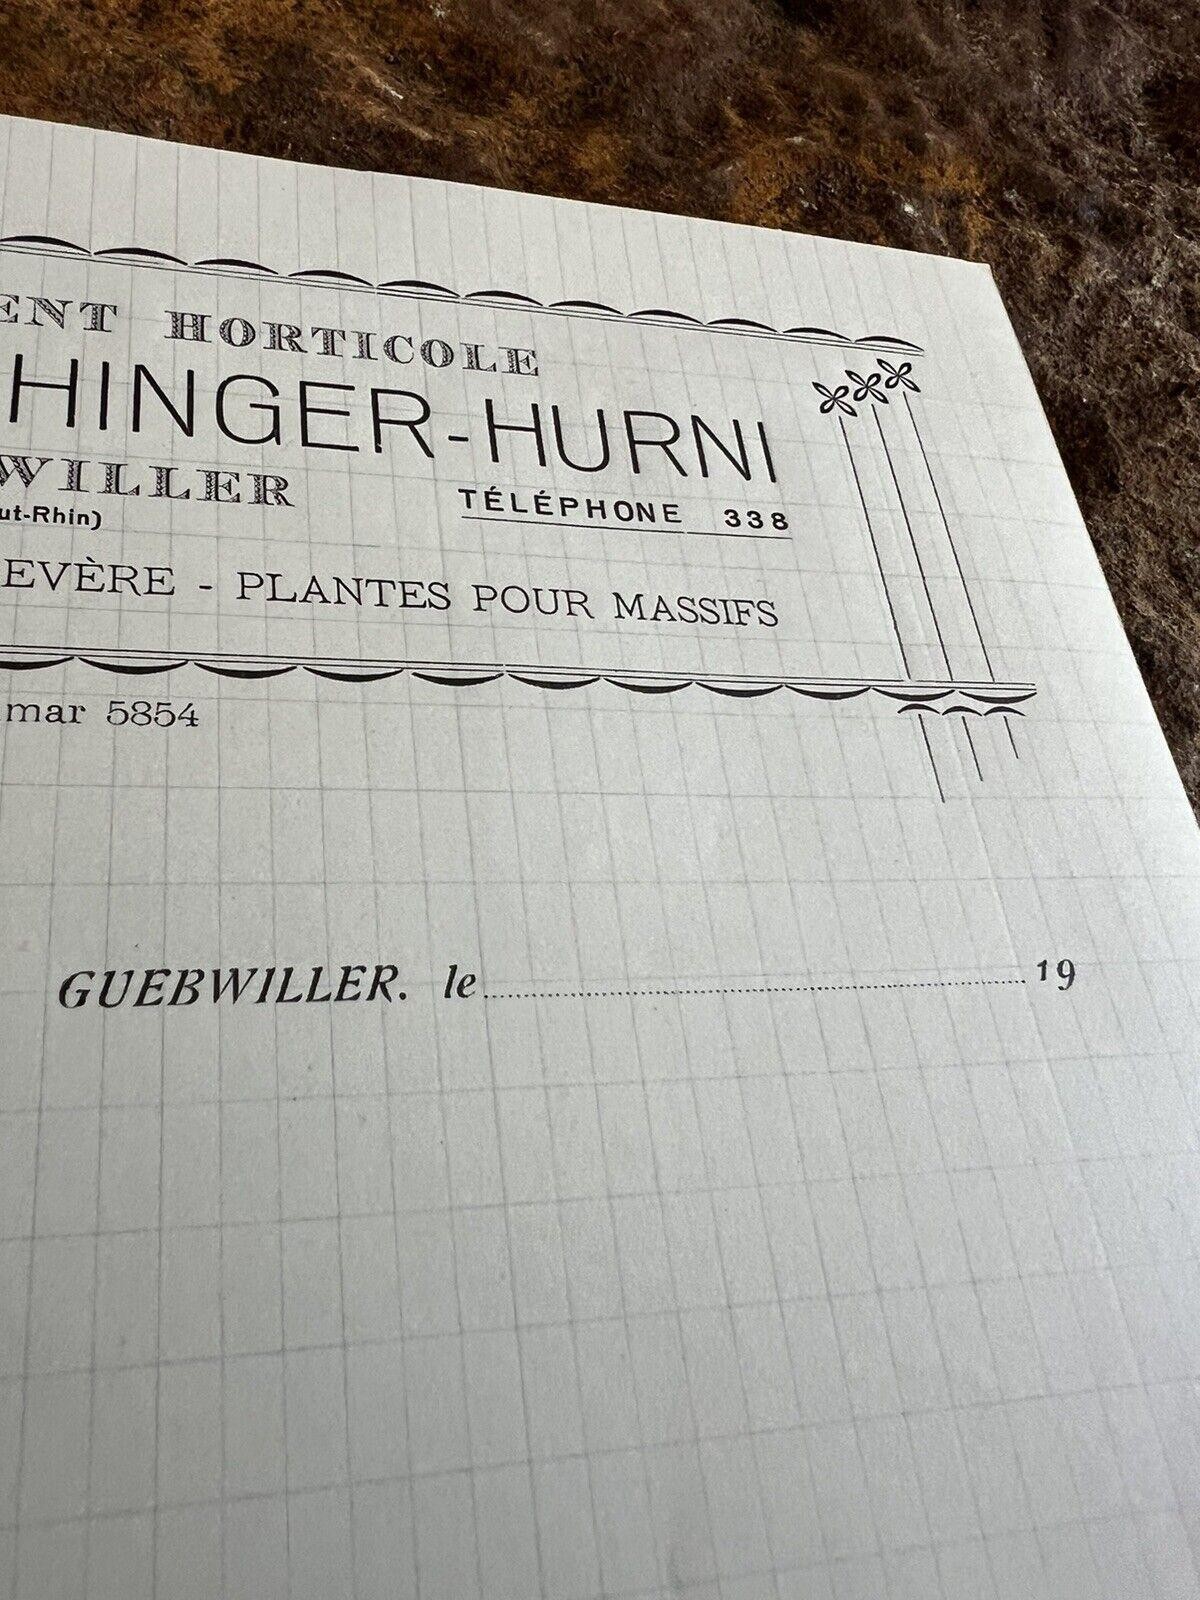 ENT HORTICOLE
HINGER-HURNI
WILLER
ut-Rhin)
TÉLÉPHONE 338
EVÈRE - PLANTES POUR MASSIFS
mar 5854
GUEBWILLER. le 19